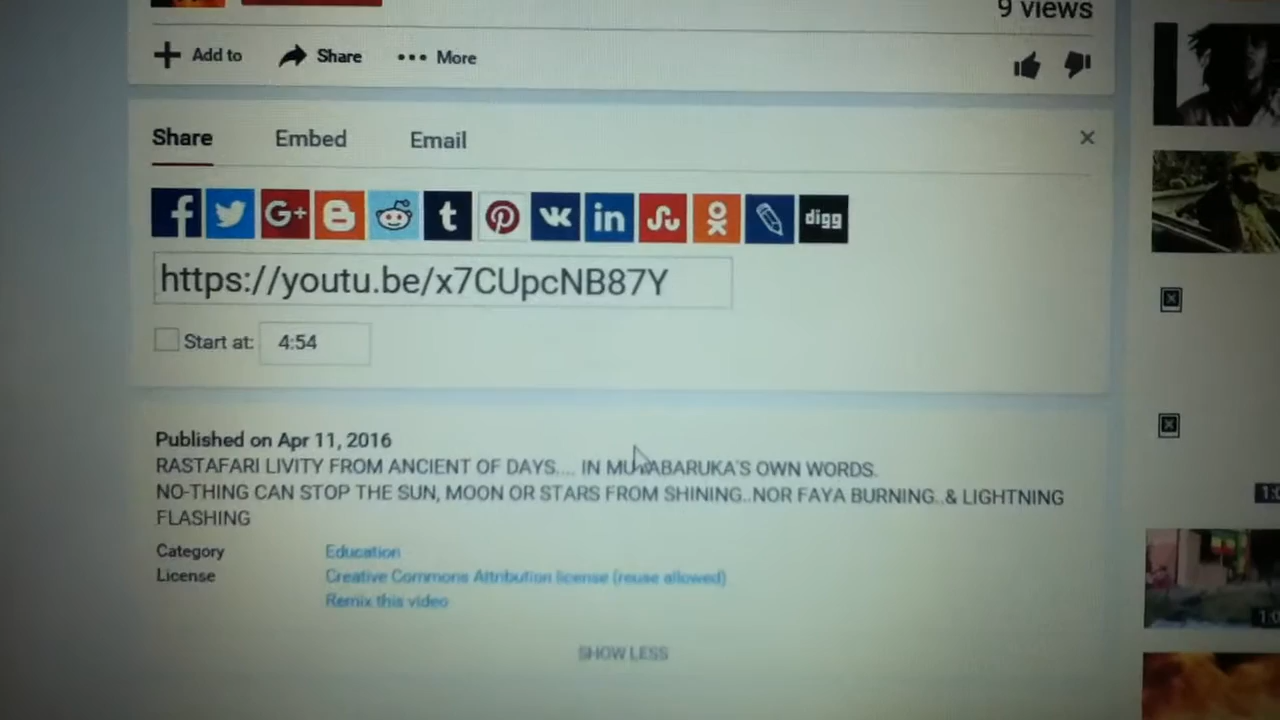 9 views
Add to Share More
Share Embed Email
G+ t VK in digg
https://youtu.be/x7CUpcNB87Y
Start at: 4:54
Published on Apr 11, 2016
RASTAFARI LIVITY FROM ANCIENT OF DAYS.... IN MUTABARUKA'S OWN WORDS.
NO-THING CAN STOP THE SUN, MOON OR STARS FROM SHINING..NOR FAYA BURNING..& LIGHTNING
FLASHING
Category Education
License Creative Commons Attribution license (reuse allowed)
Remix this video
SHOW LESS